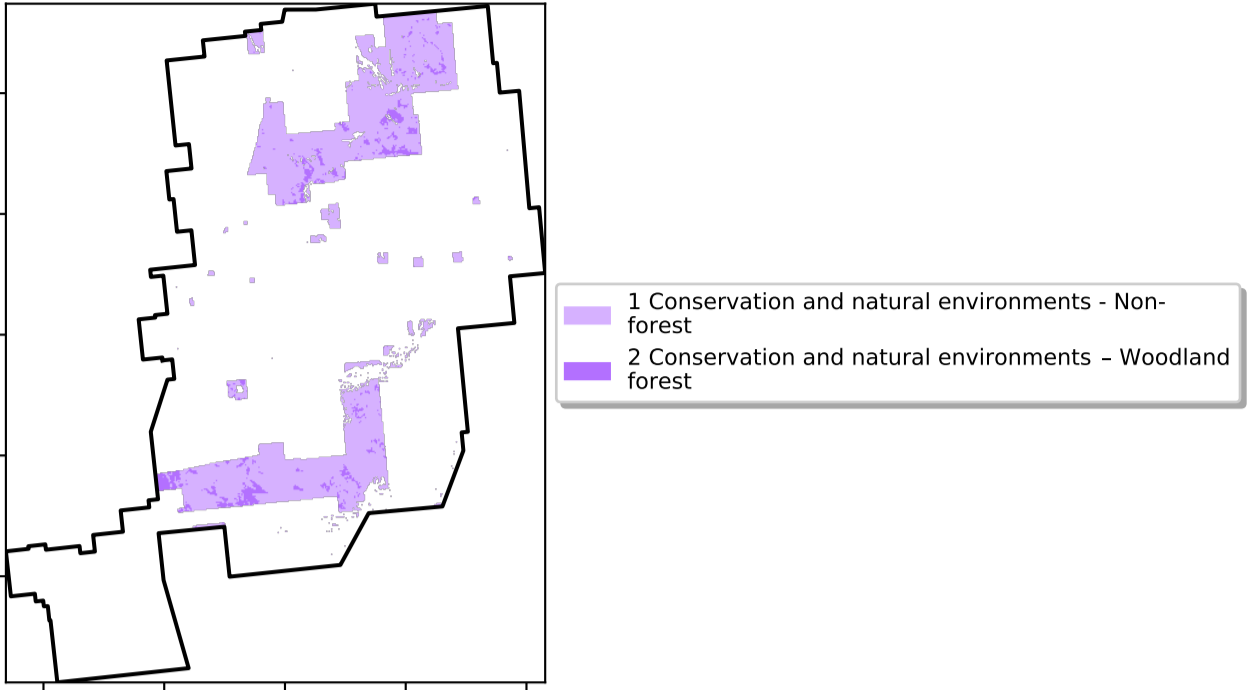 1 Conservation and natural environments - Non-
forest
2 Conservation and natural environments – Woodland
forest